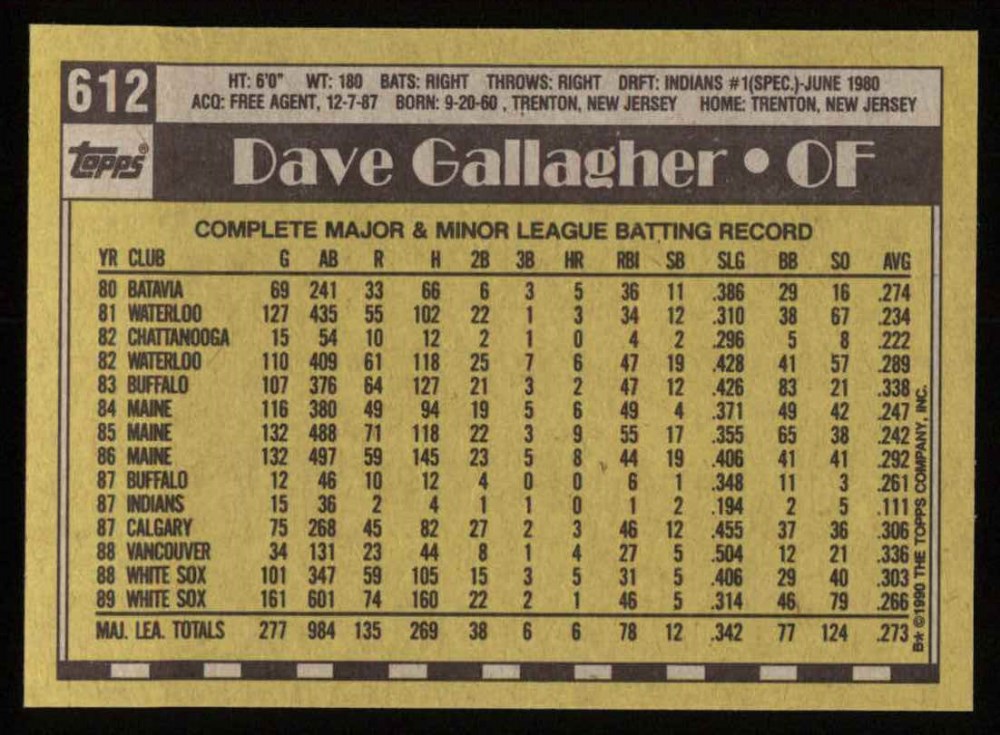 612
HT: 6'0" WT: 180 BATS: RIGHT THROWS: RIGHT DRFT: INDIANS #1(SPEC.)-JUNE 1980
ACQ: FREE AGENT, 12-7-87 BORN: 9-20-60 , TRENTON, NEW JERSEY HOME: TRENTON, NEW JERSEY
topps®
Dave Gallagher • OF
COMPLETE MAJOR & MINOR LEAGUE BATTING RECORD
YR CLUB G AB R H 2B 3B HR RBI SB SLG BB SO AVG
80 BATAVIA 69 241 33 66 6 3 5 36 11 .386 29 16 .274
81 WATERLOO 127 435 55 102 22 1 3 34 12 .310 38 67 .234
82 CHATTANOOGA 15 54 10 12 2 1 0 4 2 .296 5 8 .222
82 WATERLOO 110 409 61 118 25 7 6 47 19 .428 41 57 .289
83 BUFFALO 107 376 64 127 21 3 2 47 12 .426 83 21 .338
84 MAINE 116 380 49 94 19 5 6 49 4 .371 49 42 .247
85 MAINE 132 488 71 118 22 3 9 55 17 .355 65 38 .242
86 MAINE 132 497 59 145 23 5 8 44 19 .406 41 41 .292
87 BUFFALO 12 46 10 12 4 0 0 6 1 .348 11 3 .261
87 INDIANS 15 36 2 4 1 1 0 1 2 .194 2 5 .111
87 CALGARY 75 268 45 82 27 2 3 46 12 .455 37 36 .306
88 VANCOUVER 34 131 23 44 8 1 4 27 5 .504 12 21 .336
88 WHITE SOX 101 347 59 105 15 3 5 31 5 .406 29 40 .303
89 WHITE SOX 161 601 74 160 22 2 1 46 5 .314 46 79 .266
MAJ. LEA. TOTALS 277 984 135 269 38 6 6 78 12 .342 77 124 .273
B* ©1990 THE TOPPS COMPANY, INC.